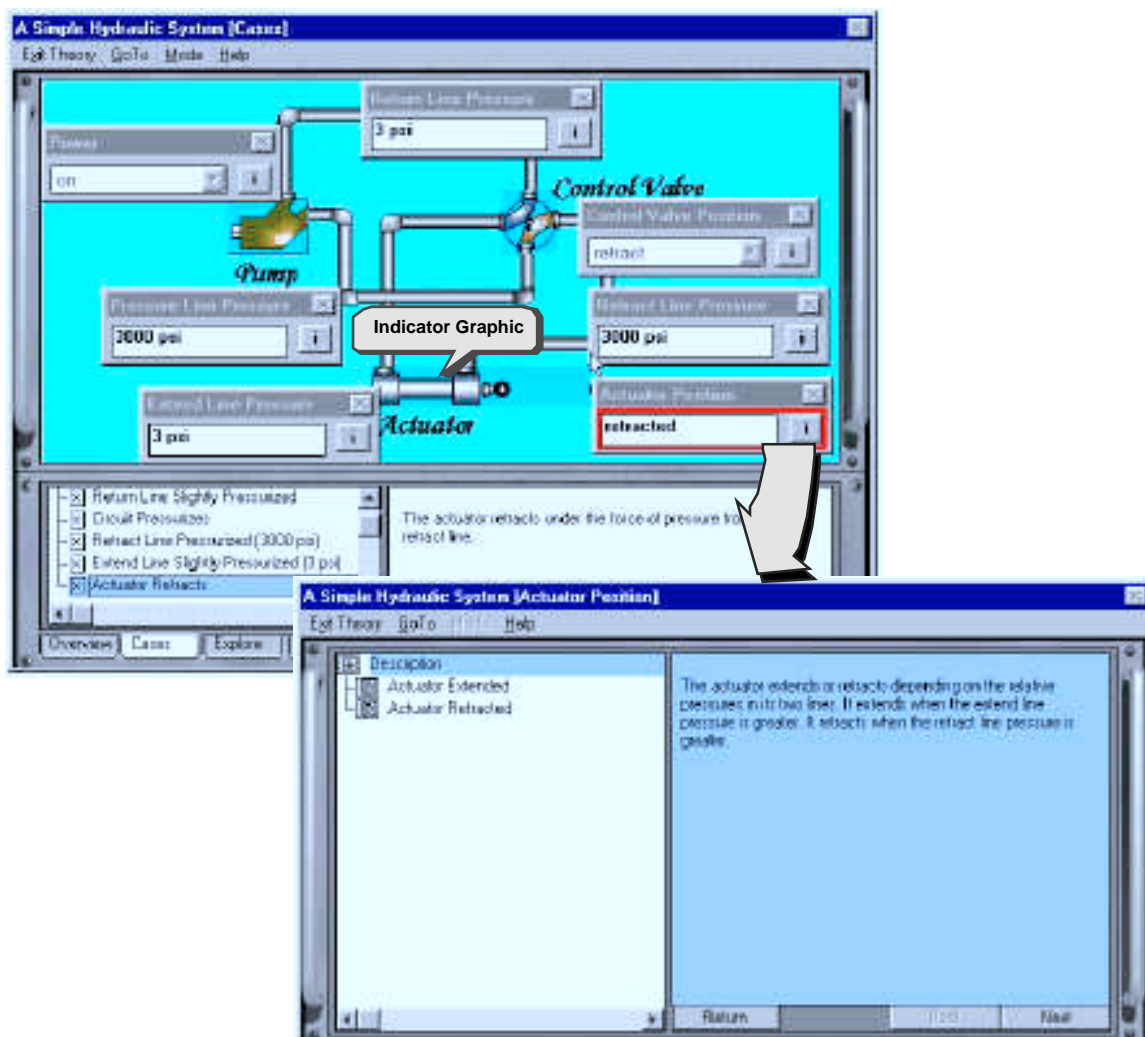 A Simple Hydraulic System [Cases]
Exit Theory GoTo Mode Help
Return Line Pressure
3 psi
i
Power
on
i
Control Valve
Control Valve Position
retract
i
Pump
Pressure Line Pressure
3000 psi
i
Indicator Graphic
Retract Line Pressure
3000 psi
i
Extend Line Pressure
3 psi
i
Actuator
Actuator Position
retracted
i
Return Line Slightly Pressurized
Circuit Pressurizes
Retract Line Pressurized (3000 psi)
Extend Line Slightly Pressurized (3 psi)
Actuator Retracts
The actuator retracts under the force of pressure
retract line.
Overview Cases Explore
A Simple Hydraulic System [Actuator Position]
Exit Theory GoTo Help
Description
Actuator Extended
Actuator Retracted
The actuator extends or retracts depending on the relative
pressures in its two lines. It extends when the extend line
pressure is greater. It retracts when the retract line pressure is
greater.
Return Next